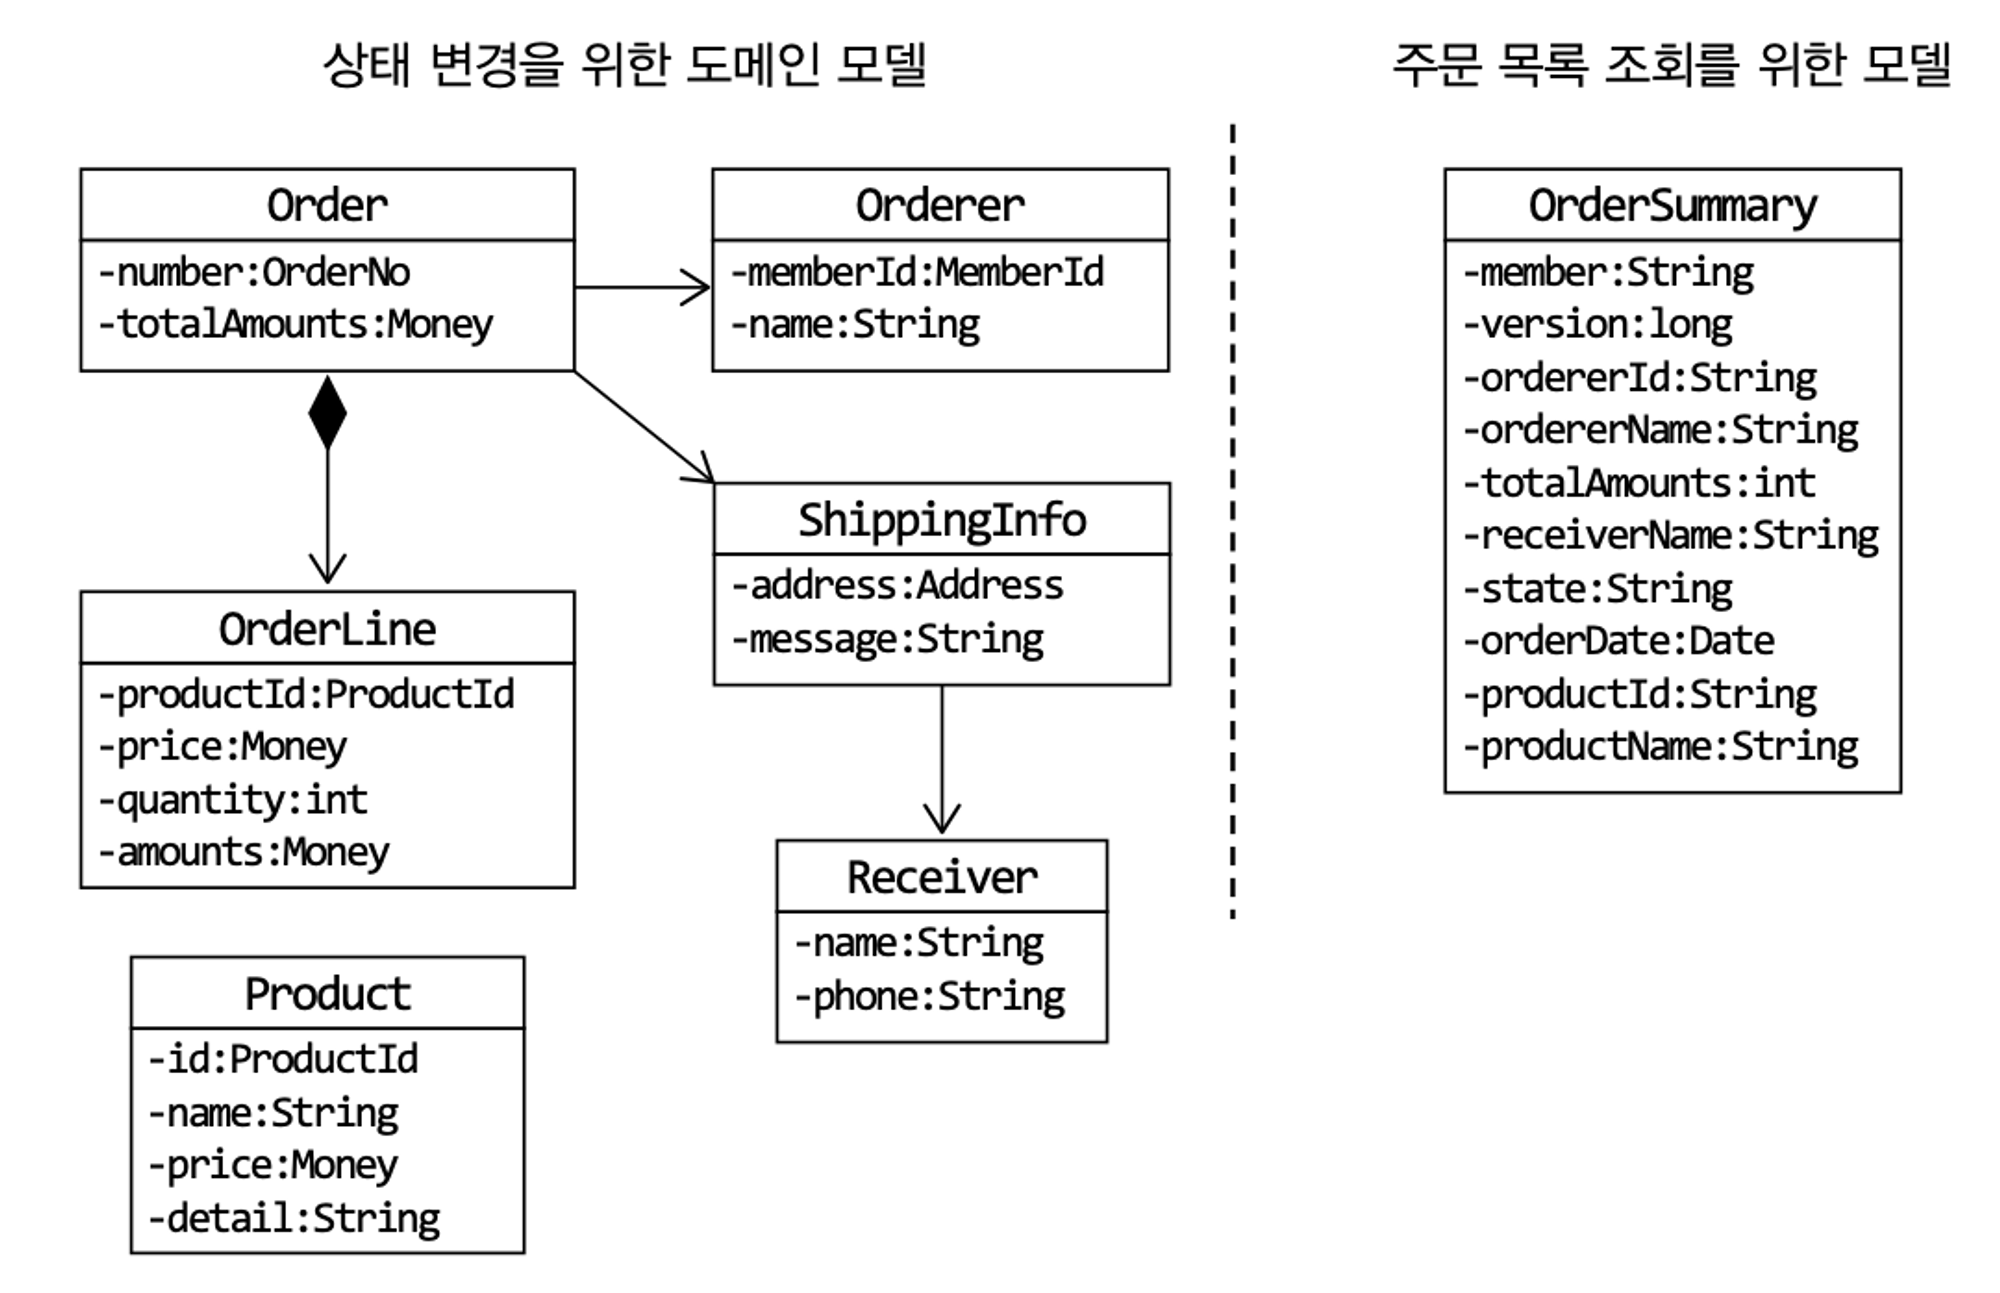 상태 변경을 위한 도메인 모델
주문 목록 조회를 위한 모델
Order
-number:OrderNo
-totalAmounts:Money
Orderer
-memberId:MemberId
-name:String
ShippingInfo
-address:Address
-message:String
OrderLine
-productId:ProductId
-price:Money
-quantity:int
-amounts:Money
Receiver
-name:String
-phone:String
Product
-id:ProductId
-name:String
-price:Money
-detail:String
OrderSummary
-member:String
-version:long
-ordererId:String
-ordererName:String
-totalAmounts:int
-receiverName:String
-state:String
-orderDate:Date
-productId:String
-productName:String